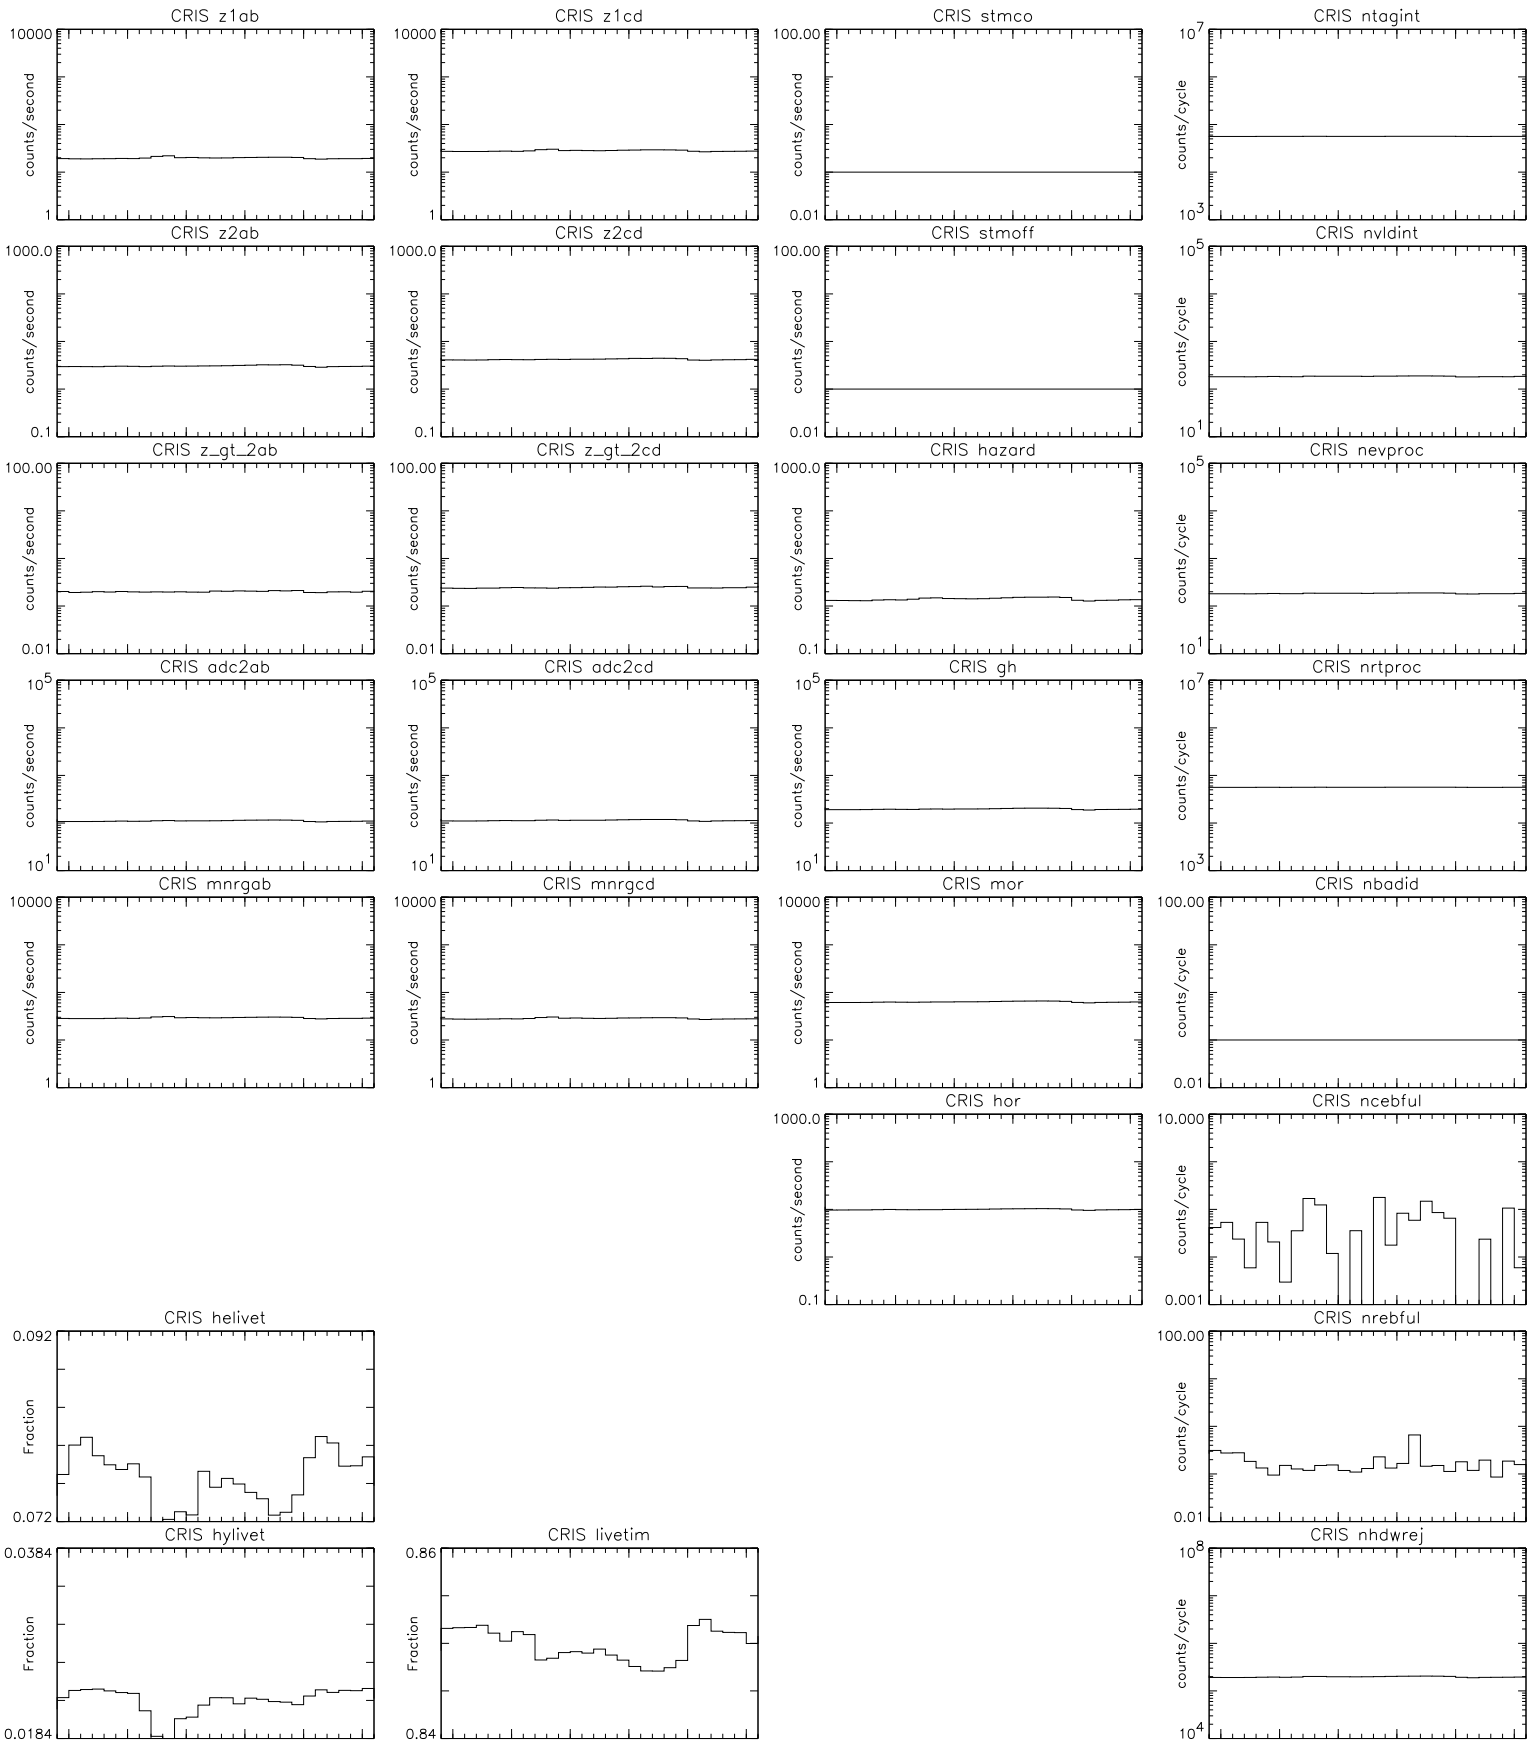 CRIS z1ab
10000
counts/second
1
CRIS z1cd
10000
counts/second
1
CRIS stmco
100.00
counts/second
0.01
CRIS ntagint
10^7
counts/cycle
10^3
CRIS z2ab
1000.0
counts/second
0.1
CRIS z2cd
1000.0
counts/second
0.1
CRIS stmoff
100.00
counts/second
0.01
CRIS nvldint
10^5
counts/cycle
10^1
CRIS z_gt_2ab
100.00
counts/second
0.01
CRIS z_gt_2cd
100.00
counts/second
0.01
CRIS hazard
1000.0
counts/second
0.1
CRIS nevproc
10^5
counts/cycle
10^1
CRIS adc2ab
10^5
counts/second
10^1
CRIS adc2cd
10^5
counts/second
10^1
CRIS gh
10^5
counts/second
10^1
CRIS nrtproc
10^7
counts/cycle
10^3
CRIS mnrgab
10000
counts/second
1
CRIS mnrgcd
10000
counts/second
1
CRIS mor
10000
counts/second
1
CRIS nbadid
100.00
counts/cycle
0.01
CRIS hor
1000.0
counts/second
0.1
CRIS ncebful
10.000
counts/cycle
0.001
CRIS helivet
0.092
Fraction
0.072
CRIS nrebful
100.00
counts/cycle
0.01
CRIS hylivet
0.0384
Fraction
0.0184
CRIS livetim
0.86
Fraction
0.84
CRIS nhdwrej
10^8
counts/cycle
10^4